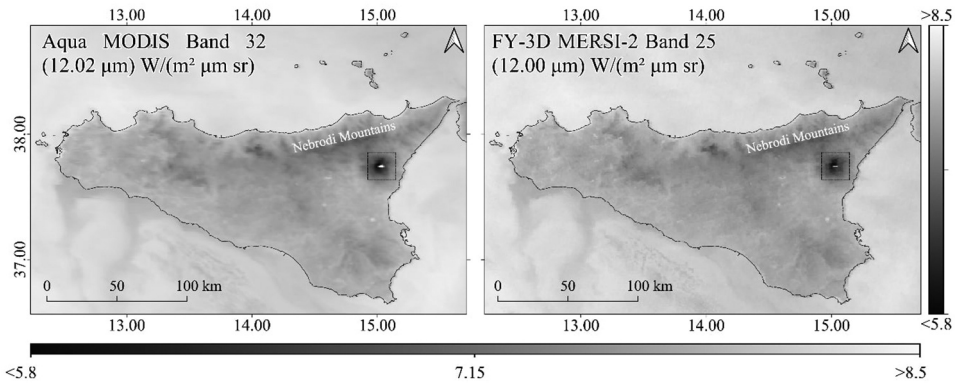 13.00 14.00 15.00 13.00 14.00 15.00 >8.5
Aqua MODIS Band 32
(12.02 µm) W/(m² µm sr)
FY-3D MERSI-2 Band 25
(12.00 µm) W/(m² µm sr)
38.00
37.00
Nebrodi Mountains
Nebrodi Mountains
0 50 100 km
0 50 100 km
13.00 14.00 15.00 13.00 14.00 15.00 <5.8
<5.8 7.15 >8.5